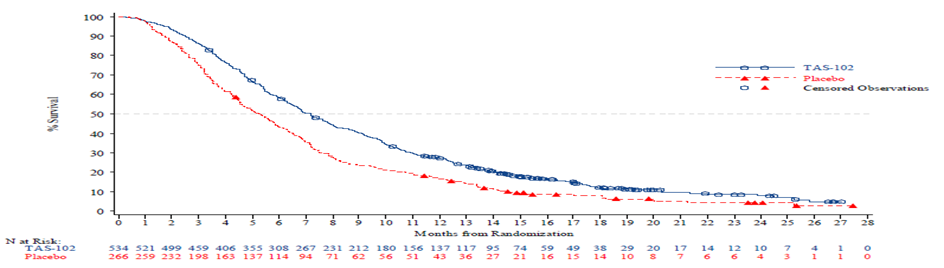 100
90
80
70
60
50
40
30
20
10
0
% Survival
TAS-102
Placebo
Censored Observations
0 1 2 3 4 5 6 7 8 9 10 11 12 13 14 15 16 17 18 19 20 21 22 23 24 25 26 27 28
Months from Randomization
N at Risk:
TAS-102 534 521 499 459 406 355 308 267 231 212 180 156 137 117 95 74 59 49 38 29 20 17 14 12 10 7 4 1 0
Placebo 266 259 232 198 163 137 114 94 71 62 56 51 43 36 27 21 16 15 14 10 8 7 6 6 4 3 1 1 0